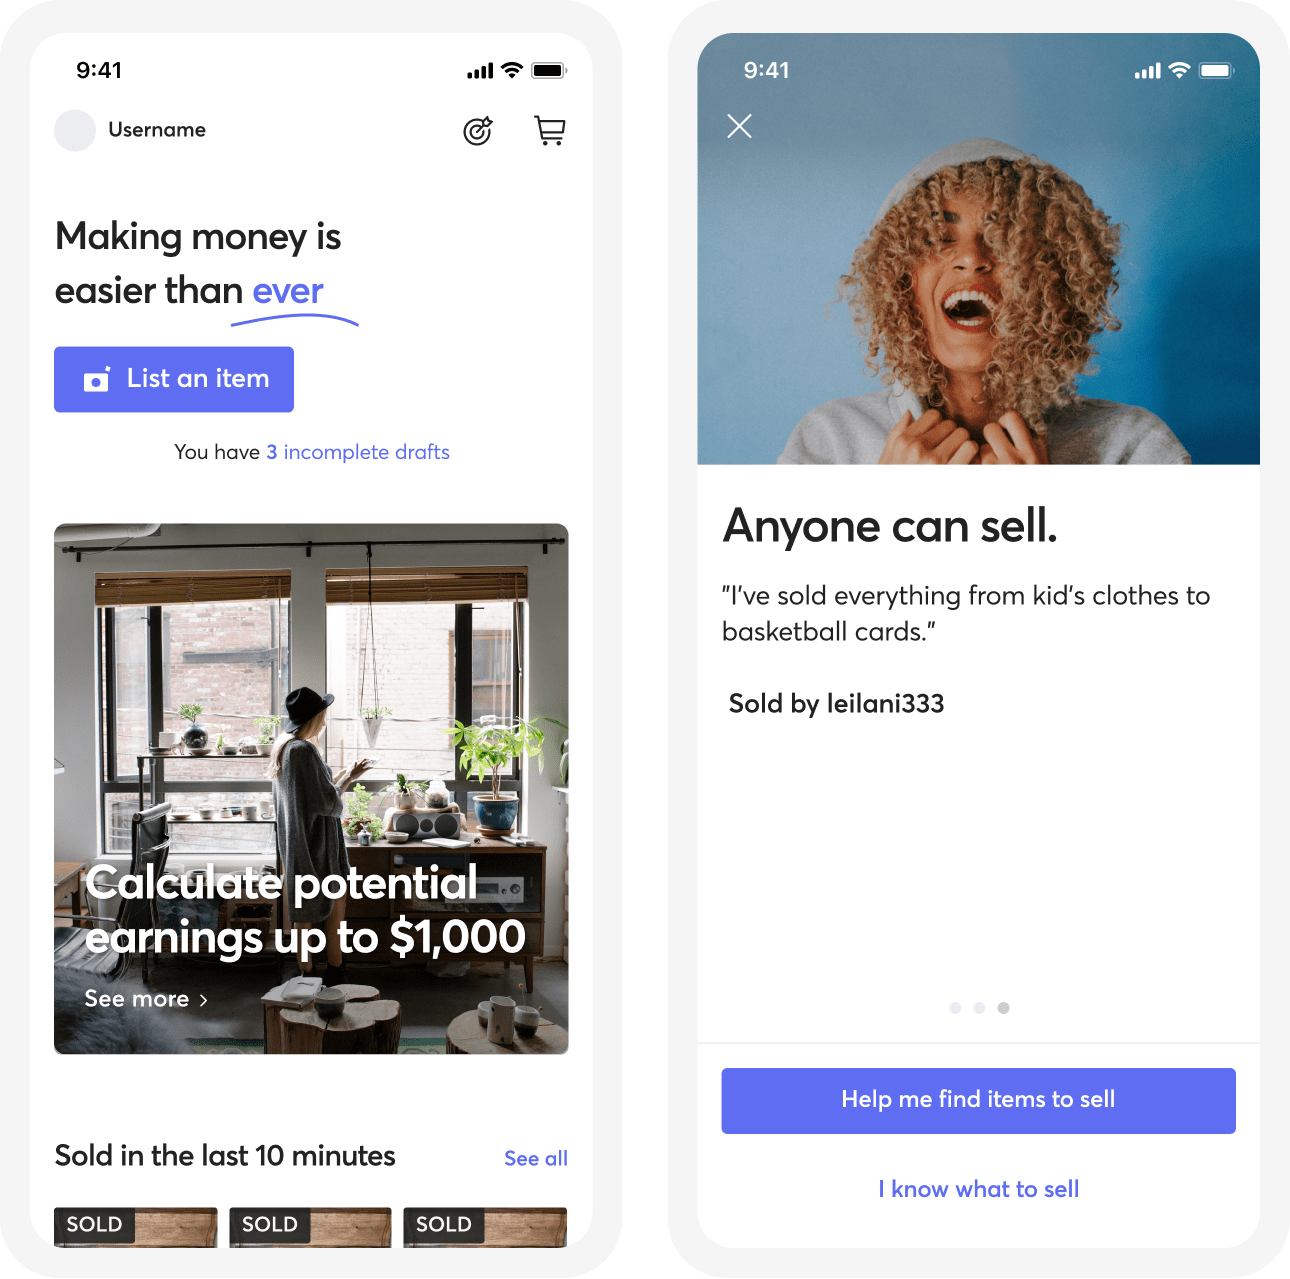 9:41
Username
Making money is
easier than ever
List an item
You have 3 incomplete drafts
Calculate potential
earnings up to $1,000
See more
Sold in the last 10 minutes
See all
SOLD
SOLD
SOLD
9:41
Anyone can sell.
"I've sold everything from kid's clothes to
basketball cards."
Sold by leilani333
Help me find items to sell
I know what to sell